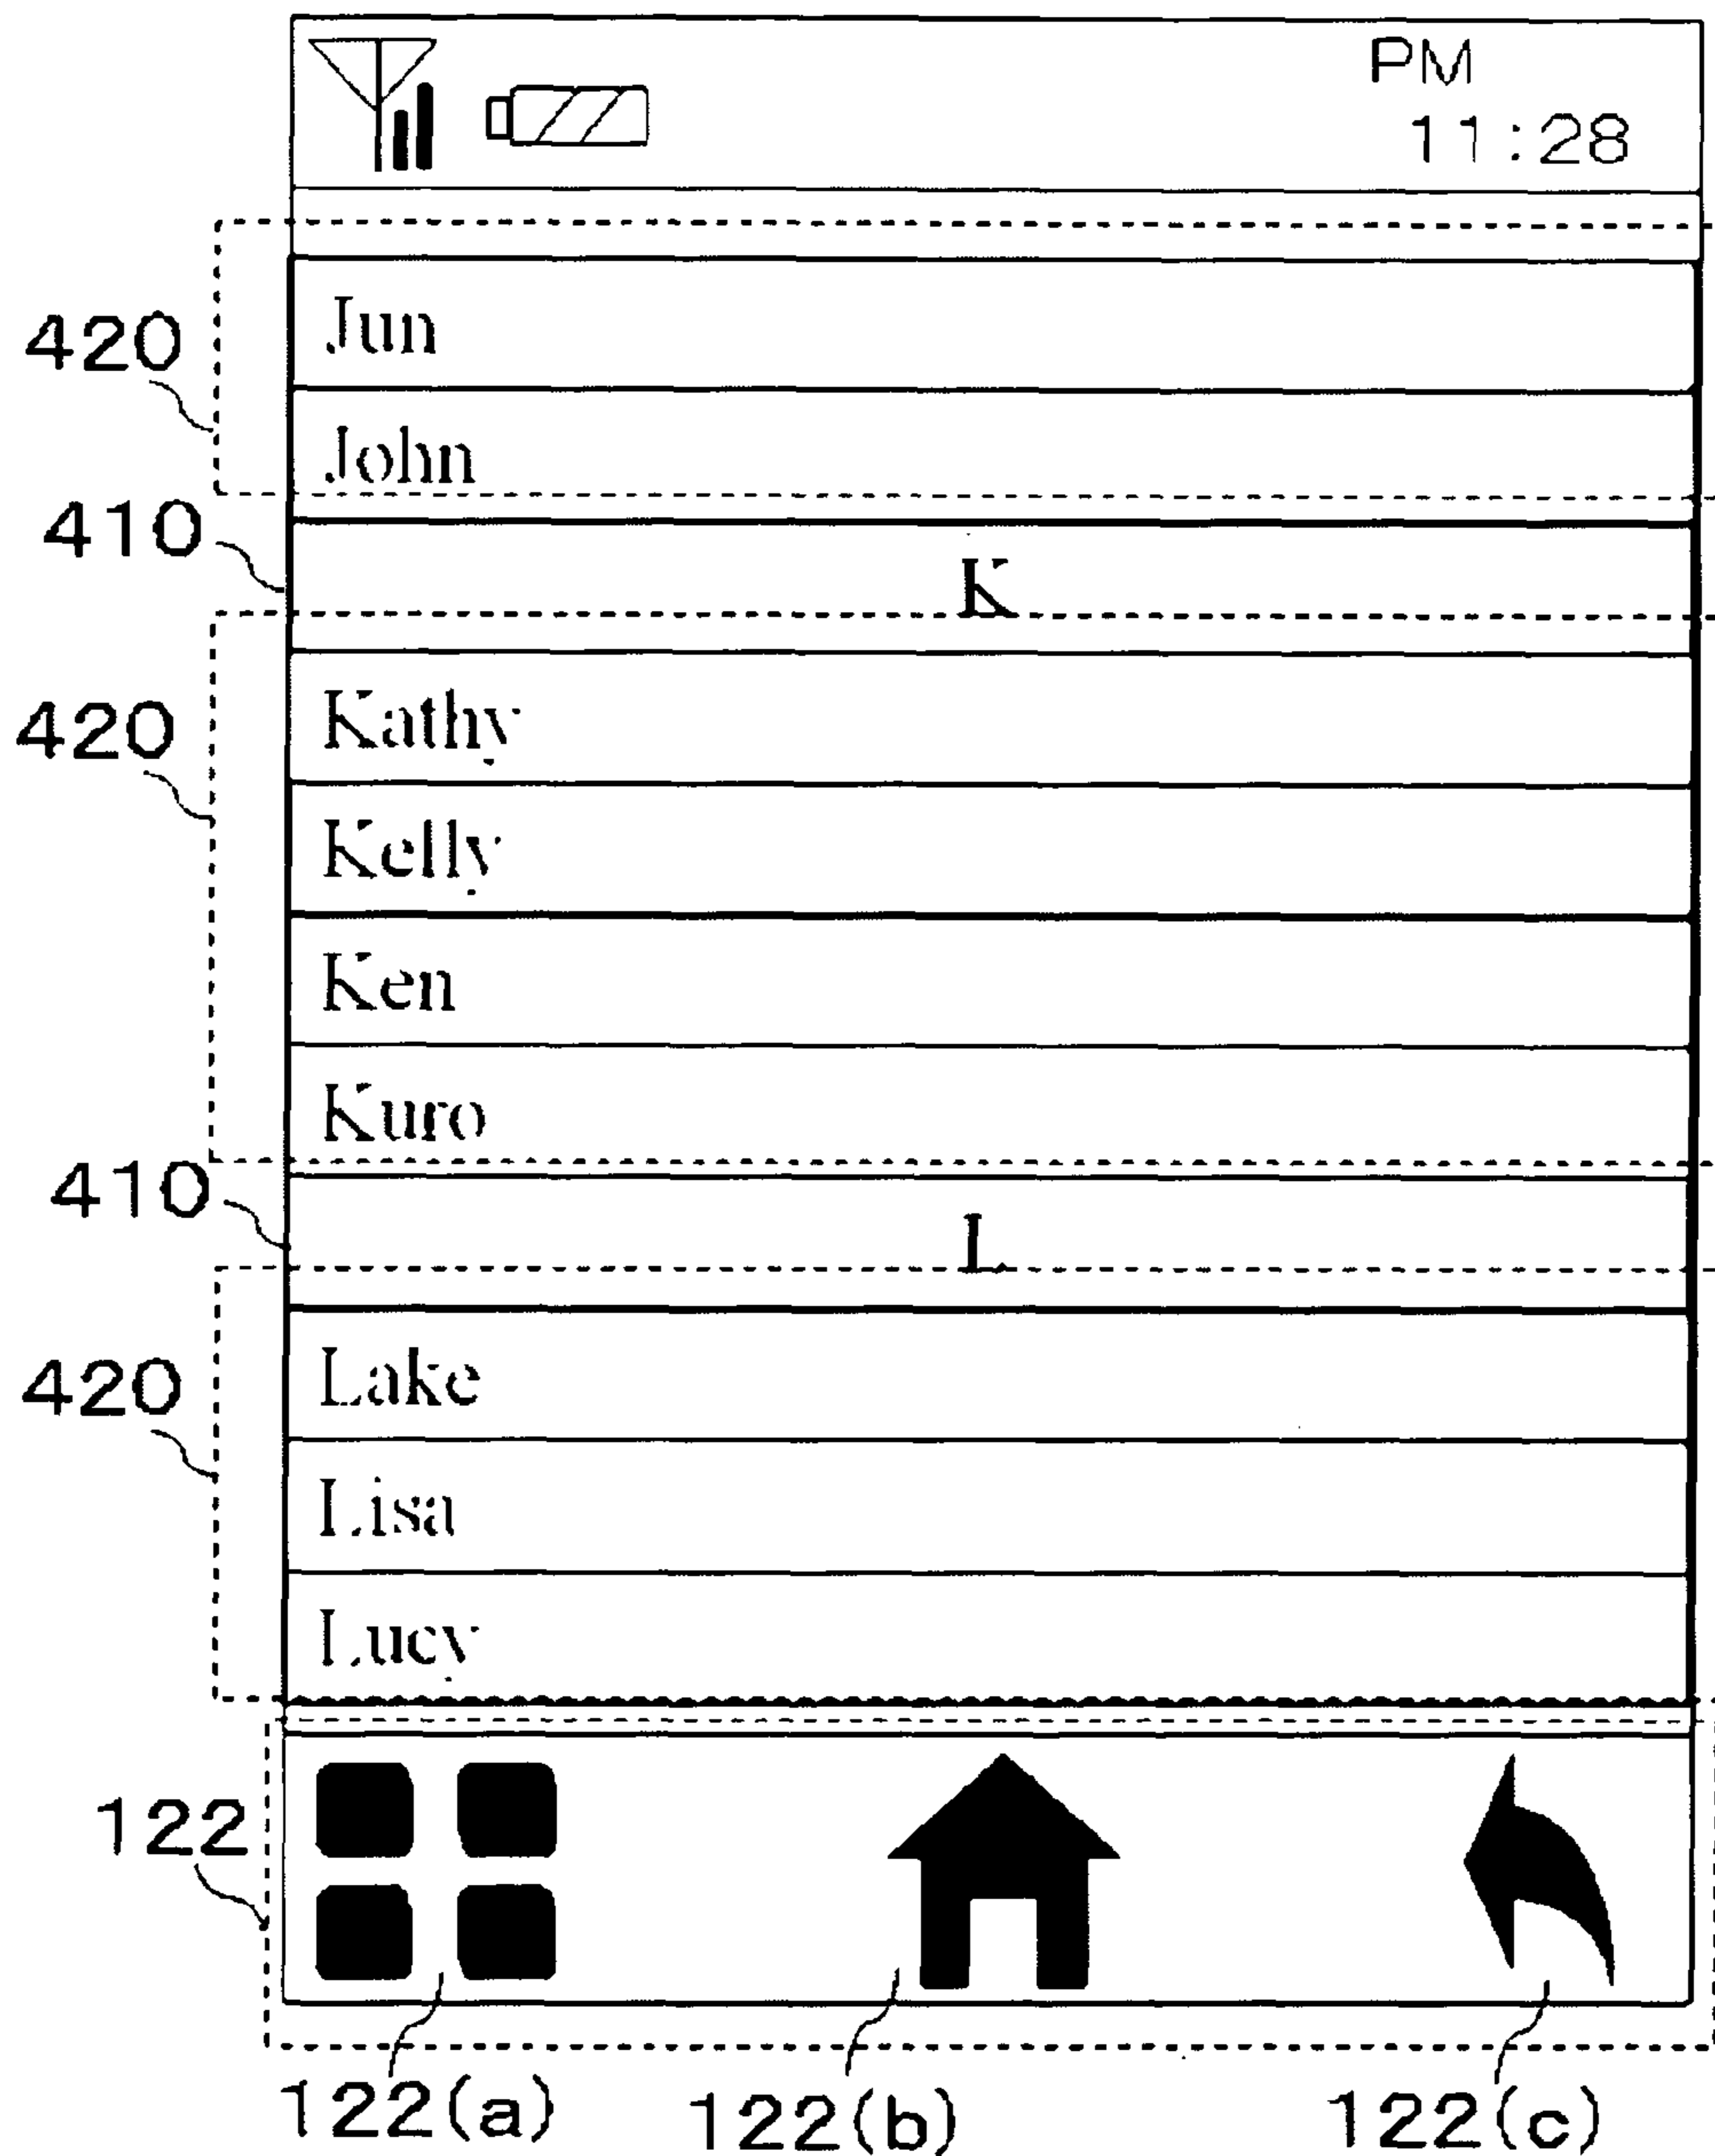 PM
11:28
420
Jun
John
410
K
420
Kathy
Kelly
Ken
Kuro
410
L
420
Lake
Lisa
Lucy
122
122(a) 122(b) 122(c)